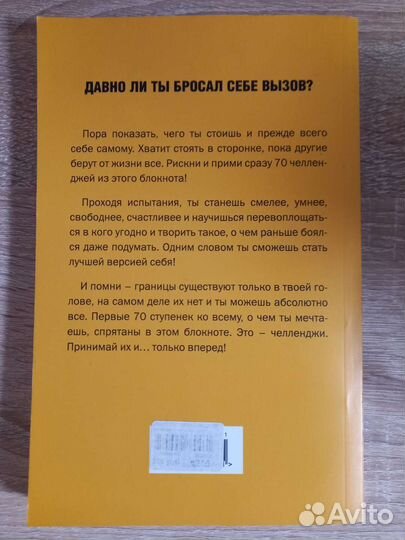 ДАВНО ЛИ ТЫ БРОСАЛ СЕБЕ ВЫЗОВ?
Пора показать, чего ты стоишь и прежде всего
себе самому. Хватит стоять в сторонке, пока другие
берут от жизни все. Рискни и прими сразу 70 челлен-
джей из этого блокнота!
Проходя испытания, ты станешь смелее, умнее,
свободнее, счастливее и научишься перевоплощать-
ся в кого угодно и творить такое, о чем раньше боял-
ся даже подумать. Одним словом ты сможешь стать
лучшей версией себя!
И помни – границы существуют только в твоей го-
лове, на самом деле их нет и ты можешь абсолютно
все. Первые 70 ступенек ко всему, о чем ты мечта-
ешь, спрятаны в этом блокноте. Это – челленджи.
Принимай их и... только вперед!
Avito